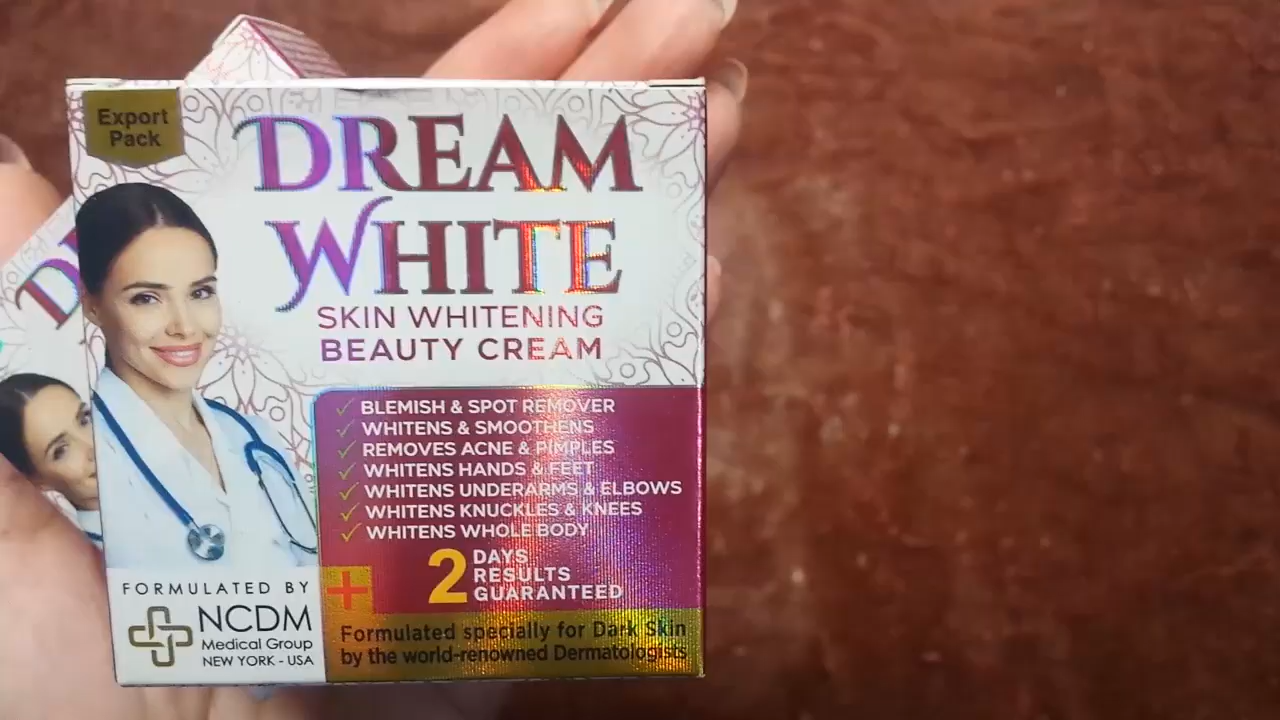 Export
Pack
DREAM
WHITE
SKIN WHITENING
BEAUTY CREAM
BLEMISH & SPOT REMOVER
WHITENS & SMOOTHENS
REMOVES ACNE & PIMPLES
WHITENS HANDS & FEET
WHITENS UNDERARMS & ELBOWS
WHITENS KNUCKLES & KNEES
WHITENS WHOLE BODY
2 DAYS
RESULTS
GUARANTEED
Formulated specially for Dark Skin
by the world-renowned Dermatologists
FORMULATED BY
NCDM
Medical Group
NEW YORK - USA
D